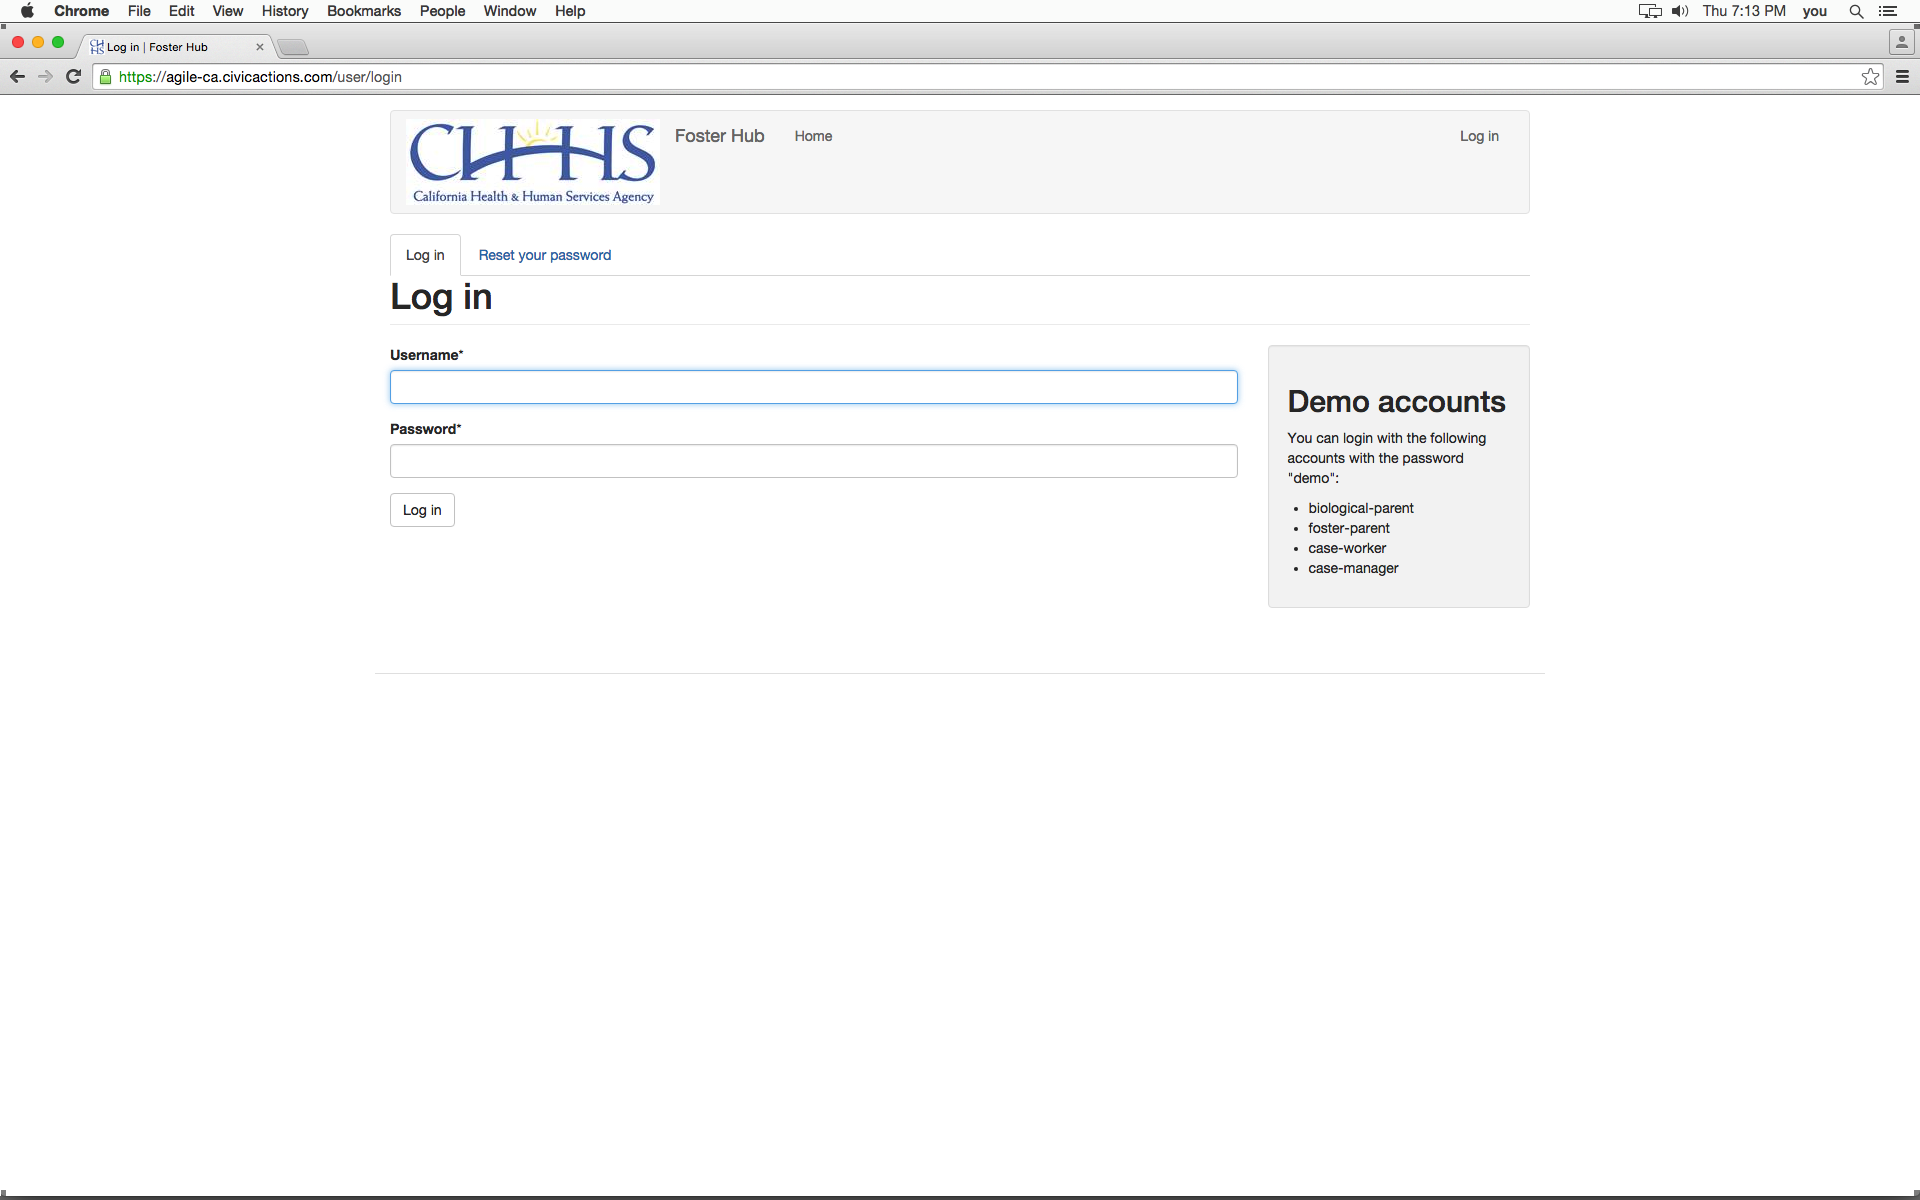 Chrome File Edit View History Bookmarks People Window Help Thu 7:13 PM you
Log in | Foster Hub
https://agile-ca.civicactions.com/user/login
CHHS
California Health & Human Services Agency
Foster Hub Home Log in
Log in Reset your password
Log in
Username*
Password*
Log in
Demo accounts
You can login with the following
accounts with the password
"demo":
• biological-parent
• foster-parent
• case-worker
• case-manager